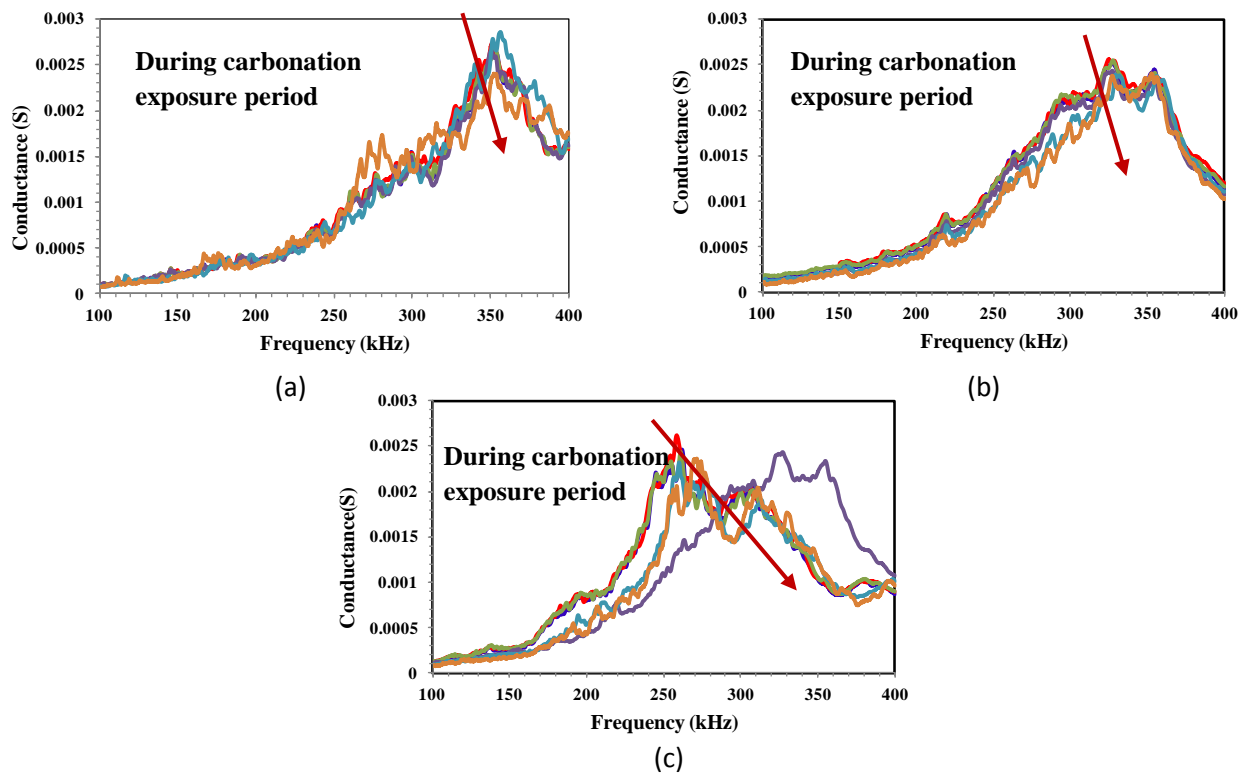 0.003
0.0025
0.002
0.0015
0.001
0.0005
0
Conductance (S)
During carbonation
exposure period
100 150 200 250 300 350 400
Frequency (kHz)
(a)
0.003
0.0025
0.002
0.0015
0.001
0.0005
0
Conductance (S)
During carbonation
exposure period
100 150 200 250 300 350 400
Frequency (kHz)
(b)
0.003
0.0025
0.002
0.0015
0.001
0.0005
0
Conductance(S)
During carbonation
exposure period
100 150 200 250 300 350 400
Frequency (kHz)
(c)